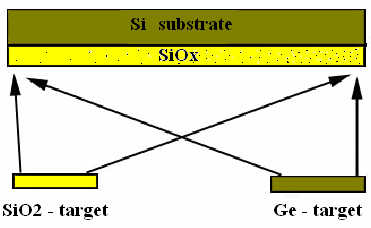 Si substrate
SiOx
SiO2 - target
Ge - target